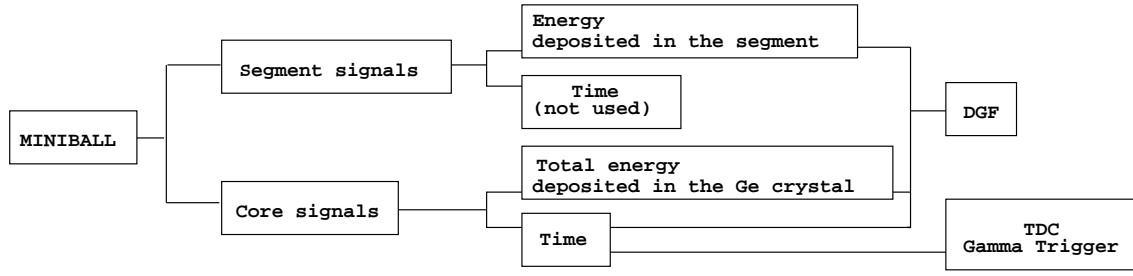 MINIBALL
Segment signals
Energy
deposited in the segment
Time
(not used)
DGF
Core signals
Total energy
deposited in the Ge crystal
Time
TDC
Gamma Trigger